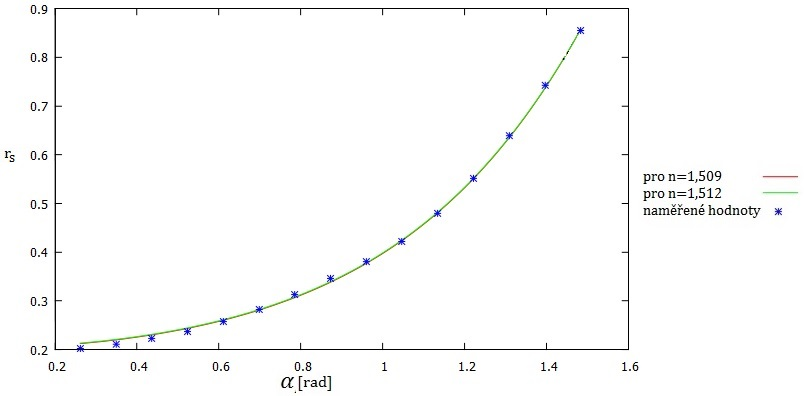 0.9
0.8
0.7
0.6
0.5
0.4
0.3
0.2
rs
0.2 0.4 0.6 0.8 1 1.2 1.4 1.6
α [rad]
pro n=1,509
pro n=1,512
naměřené hodnoty